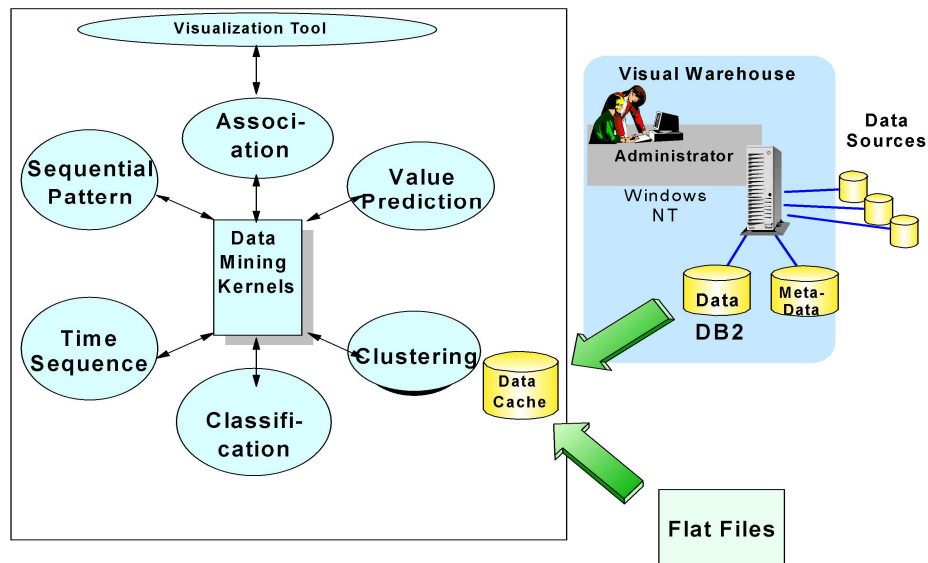 Visualization Tool
Associ-
ation
Sequential
Pattern
Value
Prediction
Data
Mining
Kernels
Time
Sequence
Clustering
Classifi-
cation
Data
Cache
Visual Warehouse
Administrator
Windows
NT
Data
Sources
Data
DB2
Meta-
Data
Flat Files